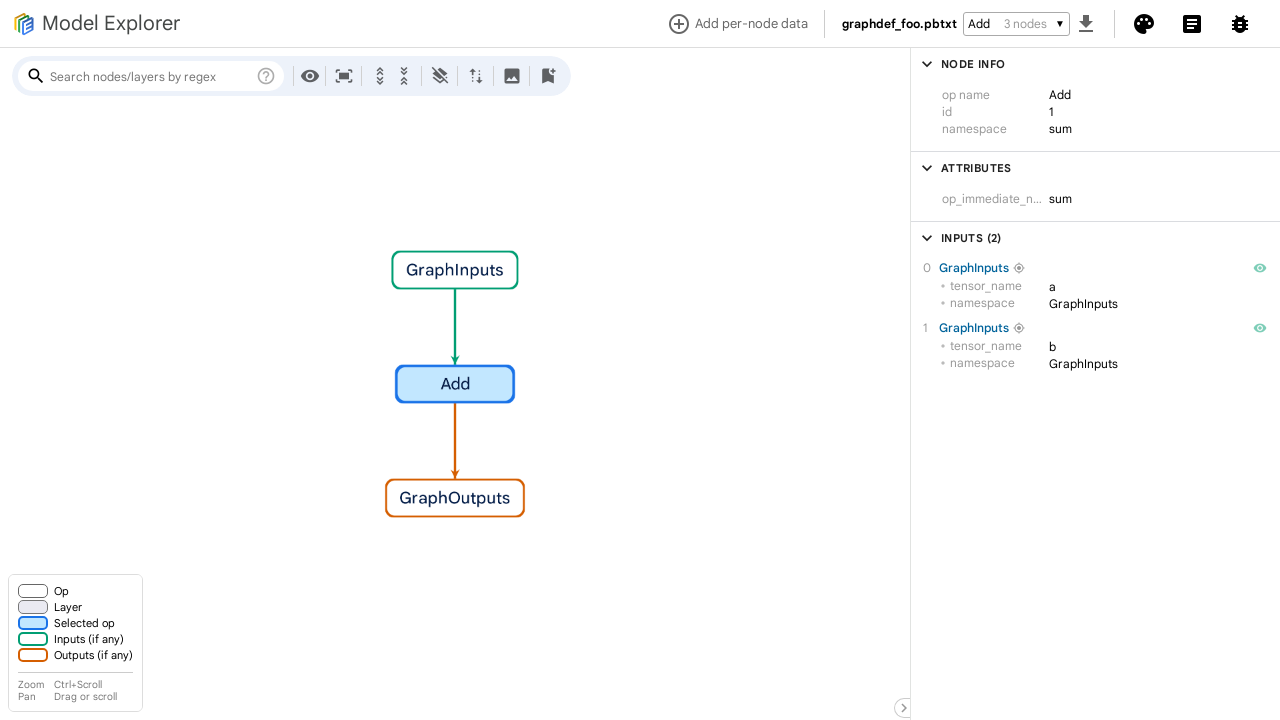 Model Explorer
Add per-node data
graphdef_foo.pbtxt
Add 3 nodes
Search nodes/layers by regex
GraphInputs
Add
GraphOutputs
Op
Layer
Selected op
Inputs (if any)
Outputs (if any)
Zoom Ctrl+Scroll
Pan Drag or scroll
NODE INFO
op name Add
id 1
namespace sum
ATTRIBUTES
op_immediate_n... sum
INPUTS (2)
0 GraphInputs
tensor_name a
namespace GraphInputs
1 GraphInputs
tensor_name b
namespace GraphInputs